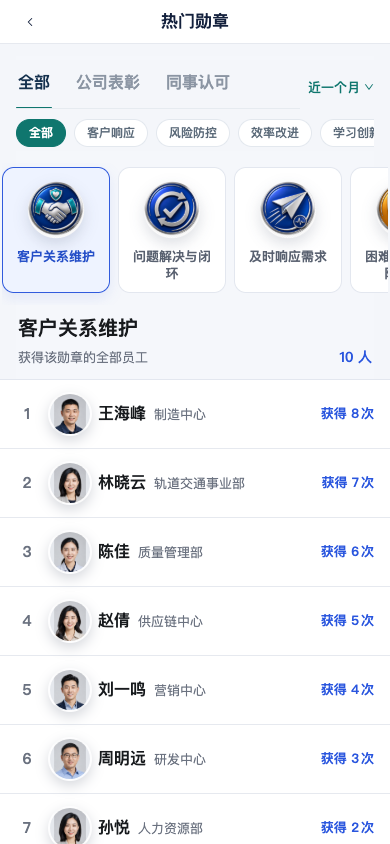 热门勋章
全部 公司表彰 同事认可 近一个月
全部 客户响应 风险防控 效率改进 学习创新
客户关系维护 问题解决与闭环 及时响应需求 困难
客户关系维护
获得该勋章的全部员工 10 人
1 王海峰 制造中心 获得 8次
2 林晓云 轨道交通事业部 获得 7次
3 陈佳 质量管理部 获得 6次
4 赵倩 供应链中心 获得 5次
5 刘一鸣 营销中心 获得 4次
6 周明远 研发中心 获得 3次
7 孙悦 人力资源部 获得 2次